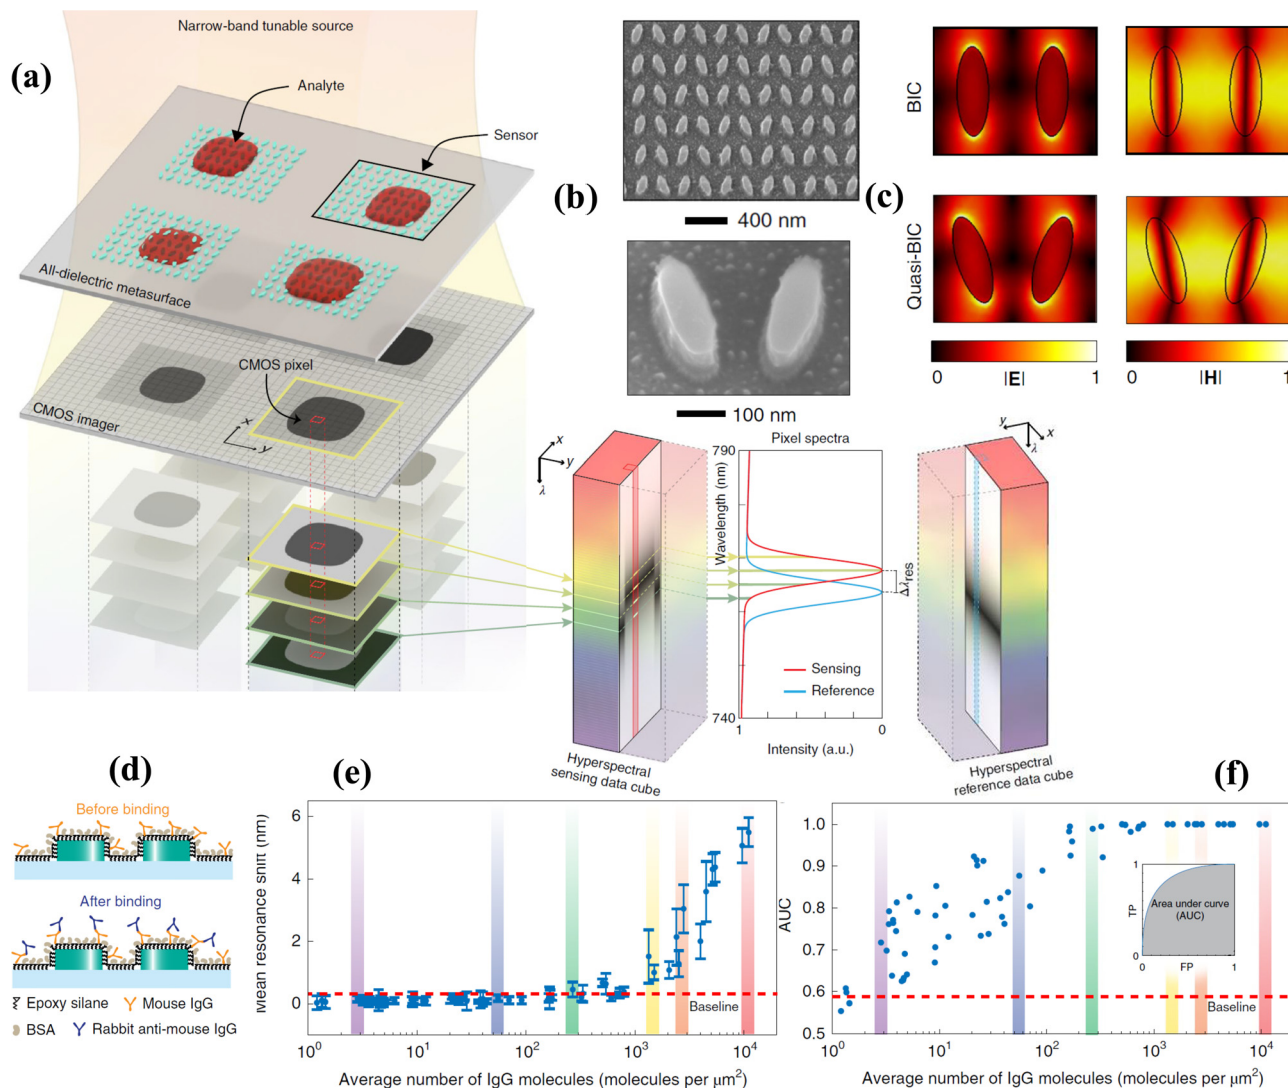 (a)
Narrow-band tunable source
Analyte
Sensor
All-dielectric metasurface
CMOS pixel
CMOS imager
x
y
(b)
400 nm
100 nm
(c)
BIC
Quasi-BIC
0
|E|
1
0
|H|
1
x
y
λ
Pixel spectra
790
Wavelength (nm)
740
Δλres
Sensing
Reference
1
0
Intensity (a.u.)
Hyperspectral
sensing data cube
y
x
λ
Hyperspectral
reference data cube
(d)
Before binding
After binding
Epoxy silane
Mouse IgG
BSA
Rabbit anti-mouse IgG
(e)
Mean resonance shift (nm)
6
4
2
0
Baseline
10⁰
10¹
10²
10³
10⁴
Average number of IgG molecules (molecules per μm²)
(f)
AUC
1.0
0.9
0.8
0.7
0.6
0.5
1
TP
0
Area under curve
(AUC)
0
FP
1
Baseline
10⁰
10¹
10²
10³
10⁴
Average number of IgG molecules (molecules per μm²)